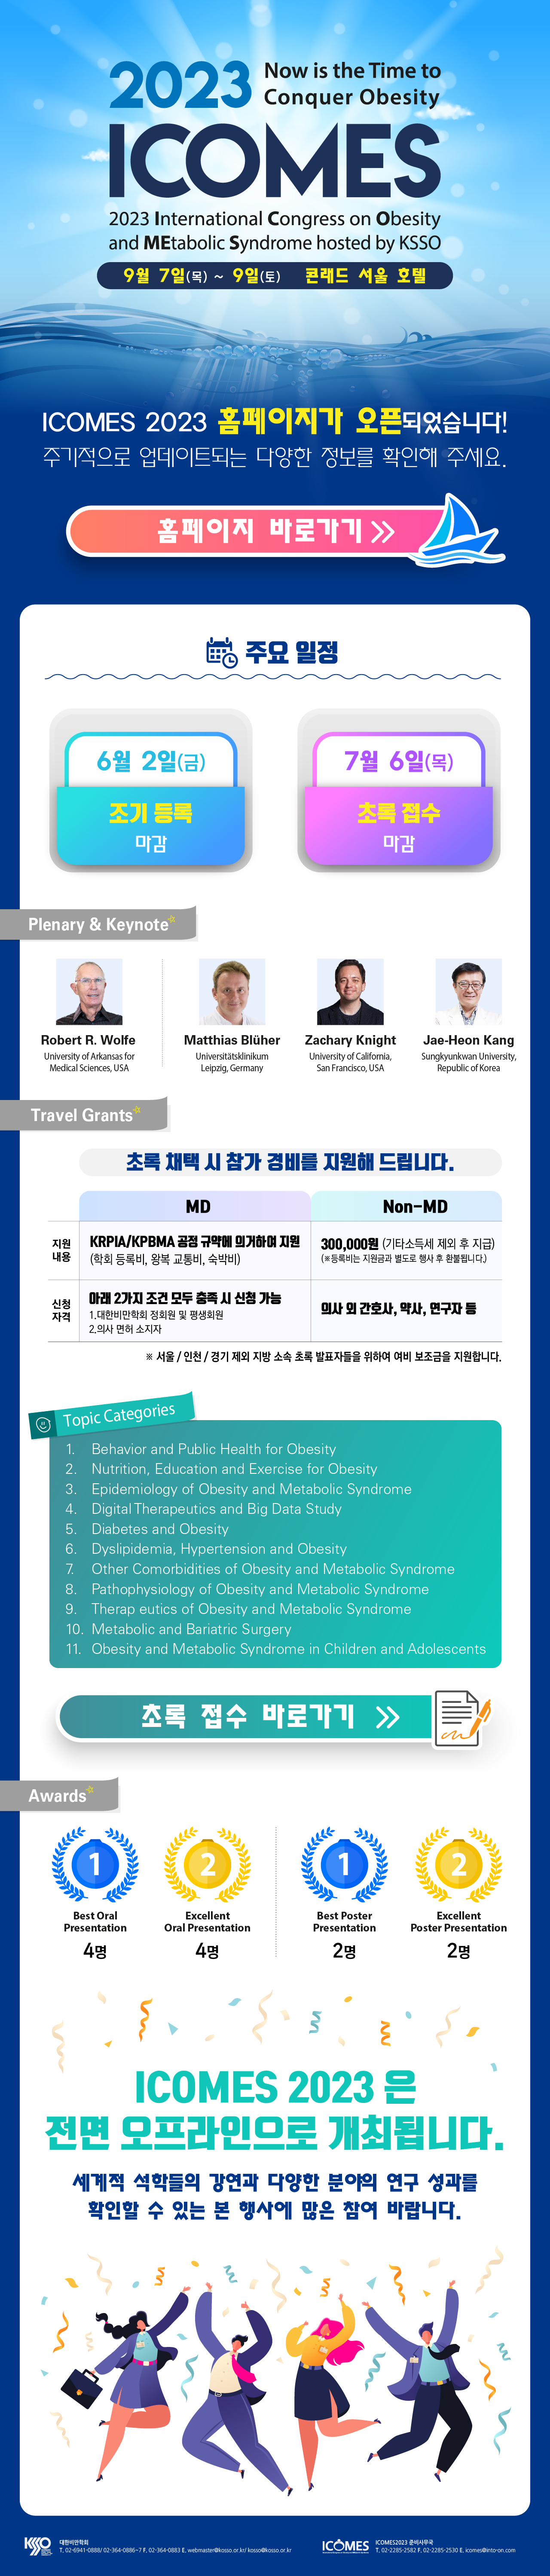 2023 Now is the Time to
Conquer Obesity
ICOMES
2023 International Congress on Obesity
and MEtabolic Syndrome hosted by KSSO
9월 7일(목) ~ 9일(토) 콘래드 서울 호텔
ICOMES 2023 홈페이지가 오픈되었습니다!
주기적으로 업데이트되는 다양한 정보를 확인해 주세요.
홈페이지 바로가기 >>
주요 일정
6월 2일(금)
조기 등록
마감
7월 6일(목)
초록 접수
마감
Plenary & Keynote
Robert R. Wolfe
University of Arkansas for
Medical Sciences, USA
Matthias Blüher
Universitätsklinikum
Leipzig, Germany
Zachary Knight
University of California,
San Francisco, USA
Jae-Heon Kang
Sungkyunkwan University,
Republic of Korea
Travel Grants
초록 채택 시 참가 경비를 지원해 드립니다.
MD
Non-MD
지원
내용
KRPIA/KPBMA 공정 규약에 의거하여 지원
(학회 등록비, 왕복 교통비, 숙박비)
300,000원 (기타소득세 제외 후 지급)
(※등록비는 지원금과 별도로 행사 후 환불됩니다.)
신청
자격
아래 2가지 조건 모두 충족 시 신청 가능
1.대한비만학회 정회원 및 평생회원
2.의사 면허 소지자
의사 외 간호사, 약사, 연구자 등
※ 서울 / 인천 / 경기 제외 지방 소속 초록 발표자들을 위하여 여비 보조금을 지원합니다.
Topic Categories
1. Behavior and Public Health for Obesity
2. Nutrition, Education and Exercise for Obesity
3. Epidemiology of Obesity and Metabolic Syndrome
4. Digital Therapeutics and Big Data Study
5. Diabetes and Obesity
6. Dyslipidemia, Hypertension and Obesity
7. Other Comorbidities of Obesity and Metabolic Syndrome
8. Pathophysiology of Obesity and Metabolic Syndrome
9. Therap eutics of Obesity and Metabolic Syndrome
10. Metabolic and Bariatric Surgery
11. Obesity and Metabolic Syndrome in Children and Adolescents
초록 접수 바로가기 >>
Awards
1
Best Oral
Presentation
4명
2
Excellent
Oral Presentation
4명
1
Best Poster
Presentation
2명
2
Excellent
Poster Presentation
2명
ICOMES 2023 은
전면 오프라인으로 개최됩니다.
세계적 석학들의 강연과 다양한 분야의 연구 성과를
확인할 수 있는 본 행사에 많은 참여 바랍니다.
KSSO
대한비만학회
T, 02-6941-0888/ 02-364-0886~7 F, 02-364-0883 E, webmaster@kosso.or.kr/ kosso@kosso.or.kr
ICOMES
ICOMES2023 준비사무국
T, 02-2285-2582 F, 02-2285-2530 E, icomes@into-on.com